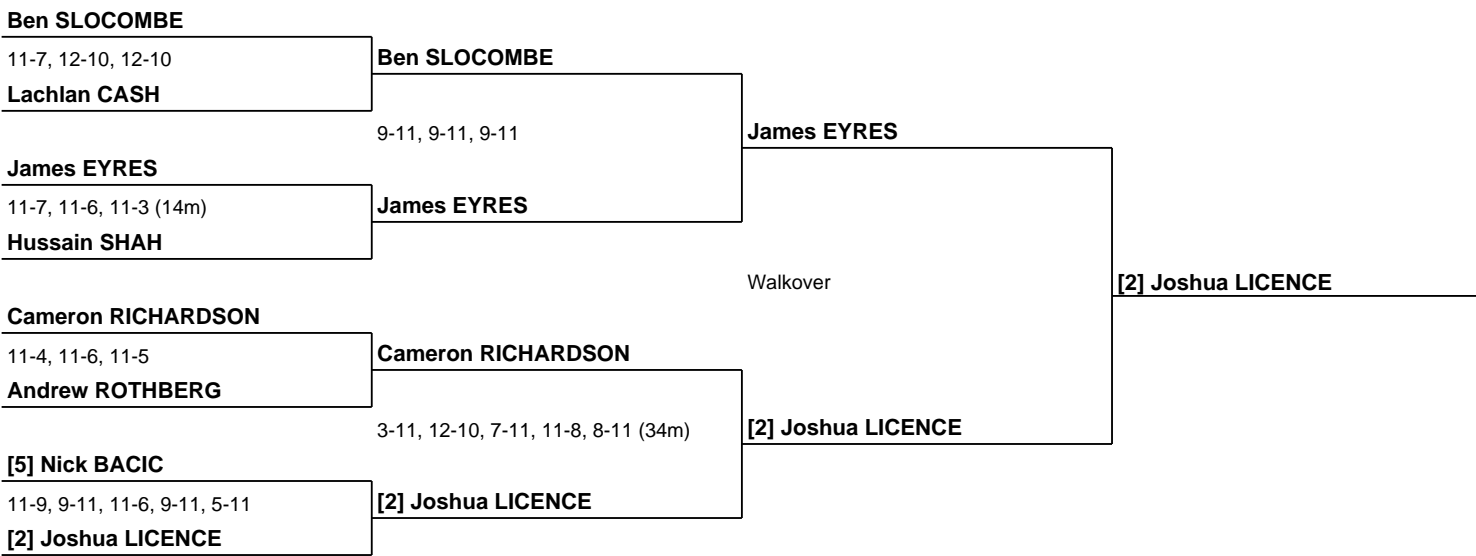 Ben SLOCOMBE
11-7, 12-10, 12-10
Lachlan CASH
Ben SLOCOMBE
9-11, 9-11, 9-11
James EYRES
James EYRES
11-7, 11-6, 11-3 (14m)
Hussain SHAH
James EYRES
Walkover
[2] Joshua LICENCE
Cameron RICHARDSON
11-4, 11-6, 11-5
Andrew ROTHBERG
Cameron RICHARDSON
3-11, 12-10, 7-11, 11-8, 8-11 (34m)
[2] Joshua LICENCE
[5] Nick BACIC
11-9, 9-11, 11-6, 9-11, 5-11
[2] Joshua LICENCE
[2] Joshua LICENCE